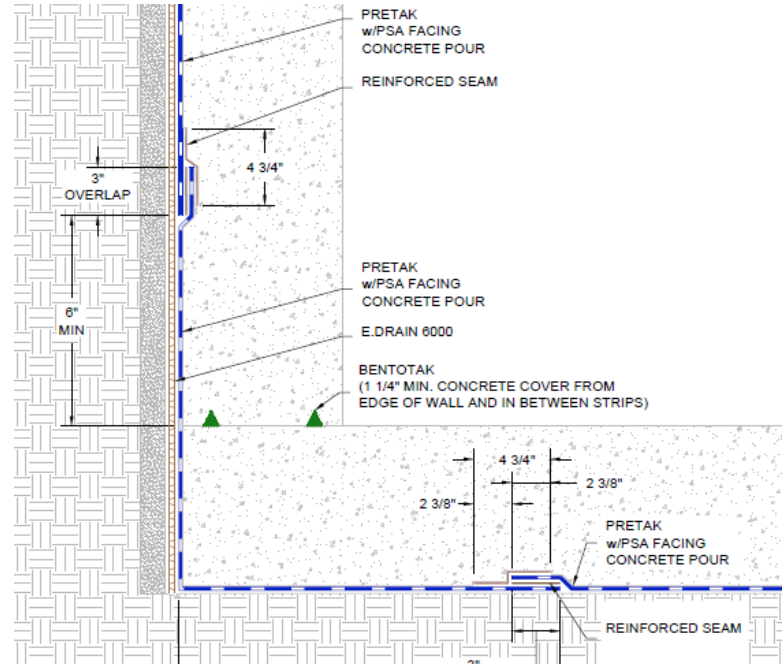 PRETAK
w/PSA FACING
CONCRETE POUR
REINFORCED SEAM
4 3/4"
3"
OVERLAP
PRETAK
w/PSA FACING
CONCRETE POUR
6"
MIN
E.DRAIN 6000
BENTOTAK
(1 1/4" MIN. CONCRETE COVER FROM
EDGE OF WALL AND IN BETWEEN STRIPS)
4 3/4"
2 3/8"
2 3/8"
PRETAK
w/PSA FACING
CONCRETE POUR
REINFORCED SEAM